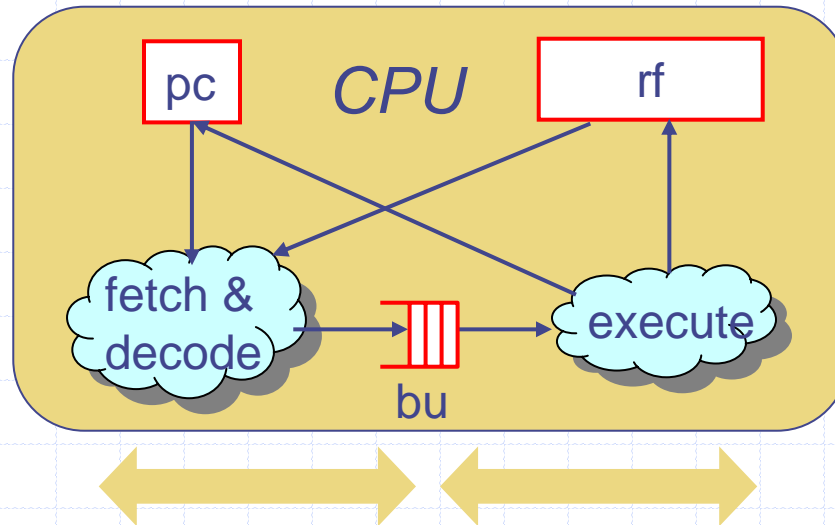 pc
CPU
rf
fetch &
decode
execute
bu